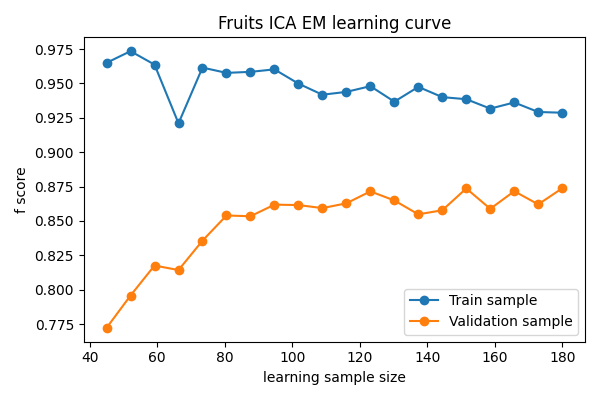 Fruits ICA EM learning curve
f score
0.975
0.950
0.925
0.900
0.875
0.850
0.825
0.800
0.775
40 60 80 100 120 140 160 180
learning sample size
Train sample
Validation sample